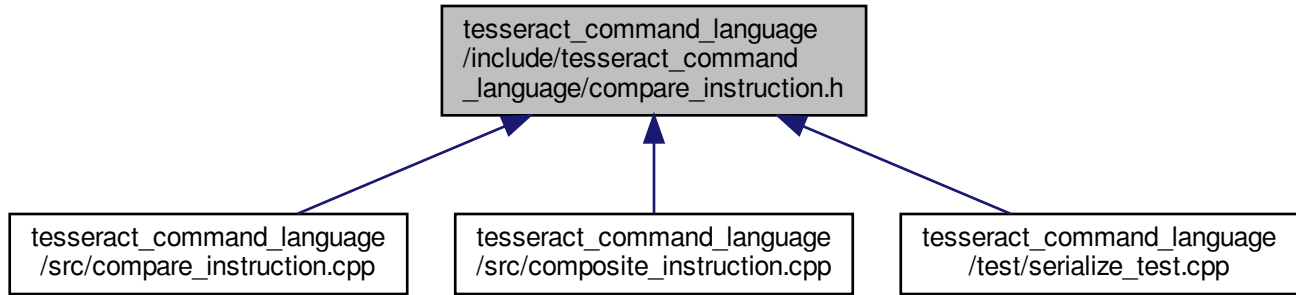 tesseract_command_language
/include/tesseract_command
_language/compare_instruction.h
tesseract_command_language
/src/compare_instruction.cpp
tesseract_command_language
/src/composite_instruction.cpp
tesseract_command_language
/test/serialize_test.cpp